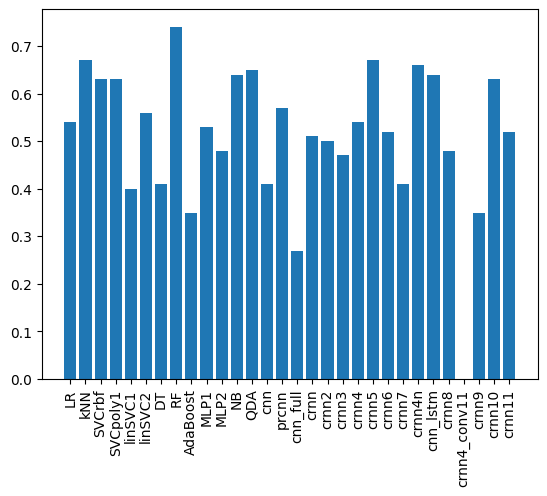 0.7
0.6
0.5
0.4
0.3
0.2
0.1
0.0
LR
kNN
SVCrbf
SVCpoly1
linSVC1
linSVC2
DT
RF
AdaBoost
MLP1
MLP2
NB
QDA
cnn
prcnn
cnn_full
crnn
crnn2
crnn3
crnn4
crnn5
crnn6
crnn7
crnn4n
cnn_lstm
crnn8
crnn4_conv11
crnn9
crnn10
crnn11